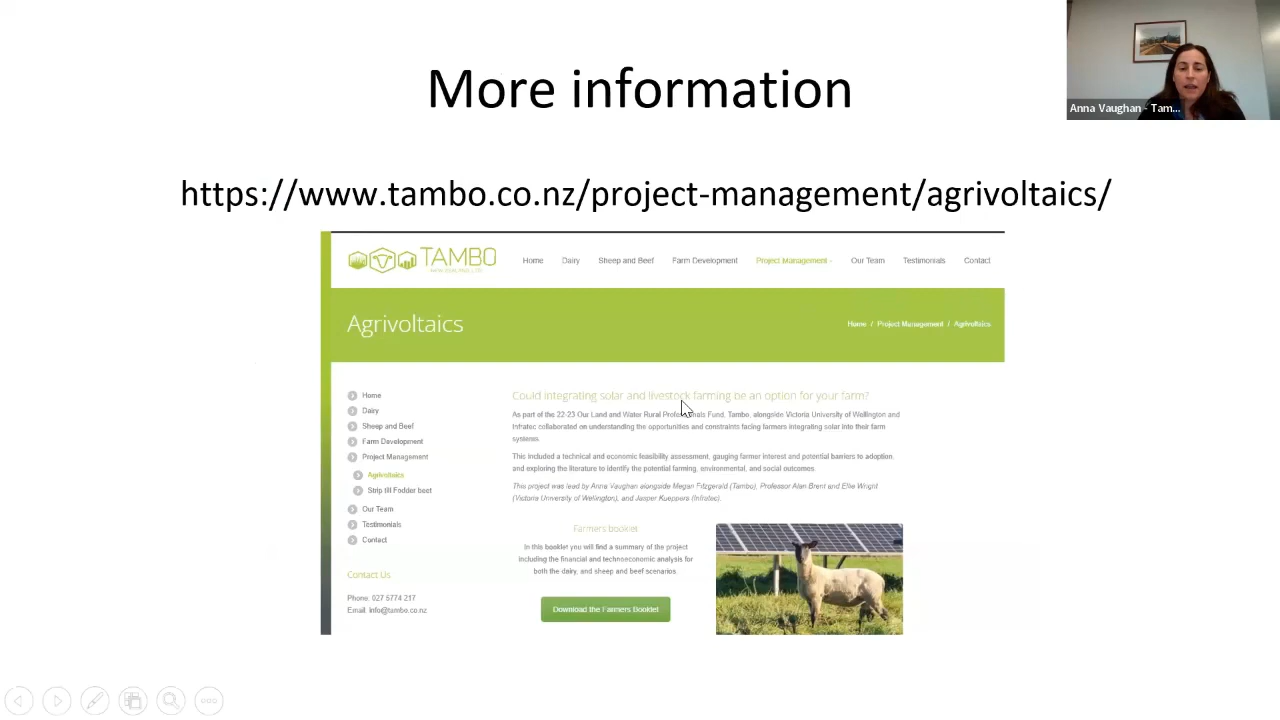 More information
Anna Vaughan - Tam...
https://www.tambo.co.nz/project-management/agrivoltaics/
TAMBO
Home Dairy Sheep and Beef Farm Development Project Management Our Team Testimonials Contact
Agrivoltaics
Home / Project Management / Agrivoltaics
Home
Dairy
Sheep and Beef
Farm Development
Project Management
Agrivoltaics
Strip till Fodder beet
Our Team
Testimonials
Contact
Contact Us
Phone: 027 5774 217
Email: info@tambo.co.nz
Could integrating solar and livestock farming be an option for your farm?
As part of the 22-23 Our Land and Water Rural Professionals Fund, Tambo, alongside Victoria University of Wellington and
Infratec collaborated on understanding the opportunities and constraints facing farmers integrating solar into their farm
systems.
This included a technical and economic feasibility assessment, gauging farmer interest and potential barriers to adoption,
and exploring the literature to identify the potential farming, environmental, and social outcomes.
This project was lead by Anna Vaughan alongside Megan Fitzgerald (Tambo), Professor Alan Brent and Ellie Wright
(Victoria University of Wellington), and Jasper Kueppers (Infratec).
Farmers booklet
In this booklet you will find a summary of the project
including the financial and technoeconomic analysis for
both the dairy, and sheep and beef scenarios.
Download the Farmers Booklet